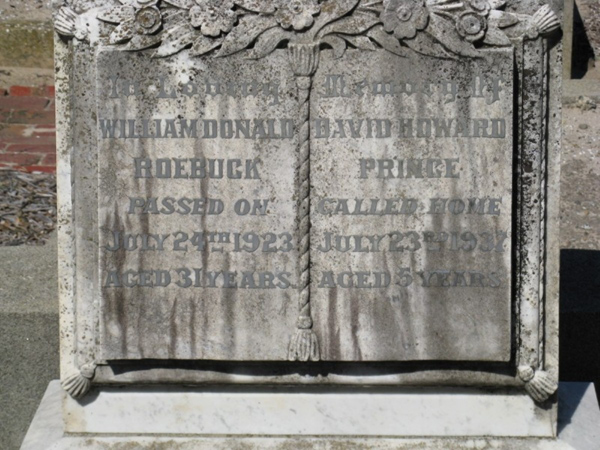 In Loving
WILLIAM DONALD
ROEBUCK
PASSED ON
JULY 24TH 1923
AGED 31 YEARS.
Memory of
DAVID HOWARD
PRINCE
CALLED HOME
JULY 23RD
AGED 5 YEARS